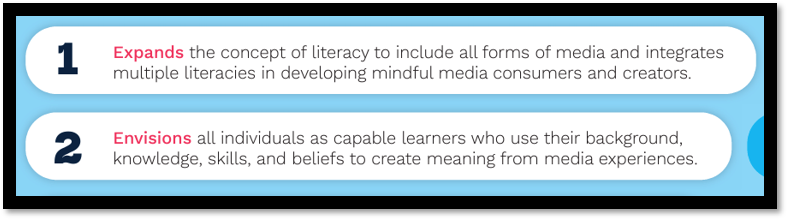 1
Expands the concept of literacy to include all forms of media and integrates
multiple literacies in developing mindful media consumers and creators.
2
Envisions all individuals as capable learners who use their background,
knowledge, skills, and beliefs to create meaning from media experiences.